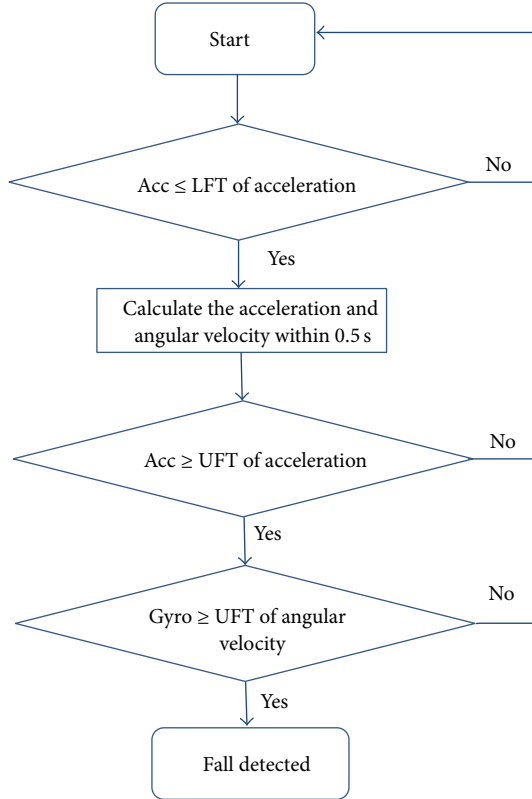 Start
Acc ≤ LFT of acceleration
No
Yes
Calculate the acceleration and
angular velocity within 0.5 s
Acc ≥ UFT of acceleration
No
Yes
Gyro ≥ UFT of angular
velocity
No
Yes
Fall detected